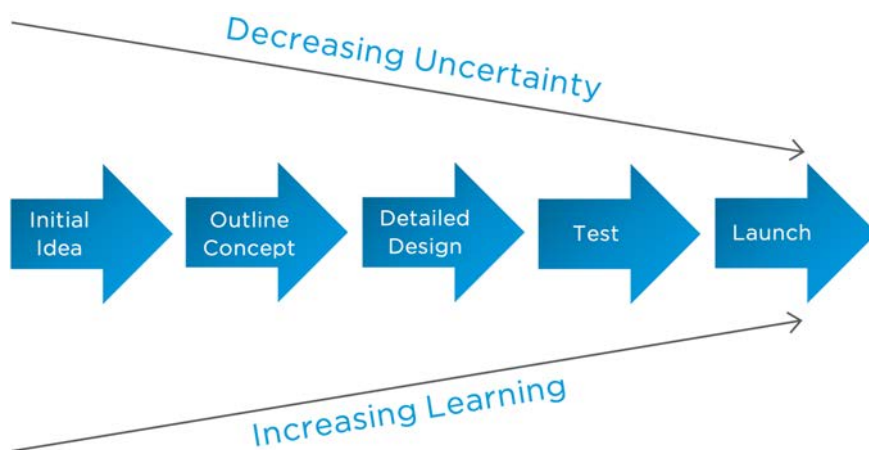 Decreasing Uncertainty
Initial
Idea
Outline
Concept
Detailed
Design
Test
Launch
Increasing Learning